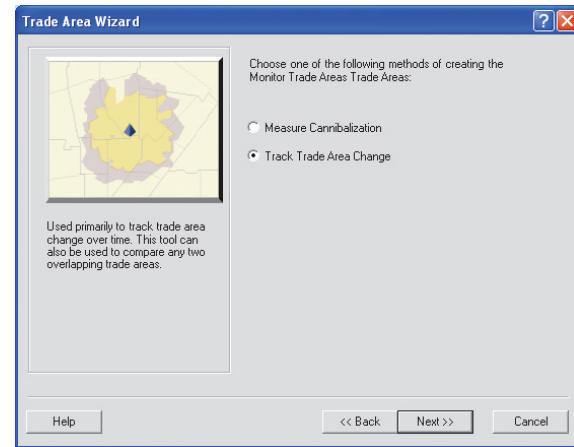 Trade Area Wizard
Choose one of the following methods of creating the
Monitor Trade Areas Trade Areas:
Measure Cannibalization
Track Trade Area Change
Used primarily to track trade area
change over time. This tool can
also be used to compare any two
overlapping trade areas.
Help
<< Back
Next >>
Cancel